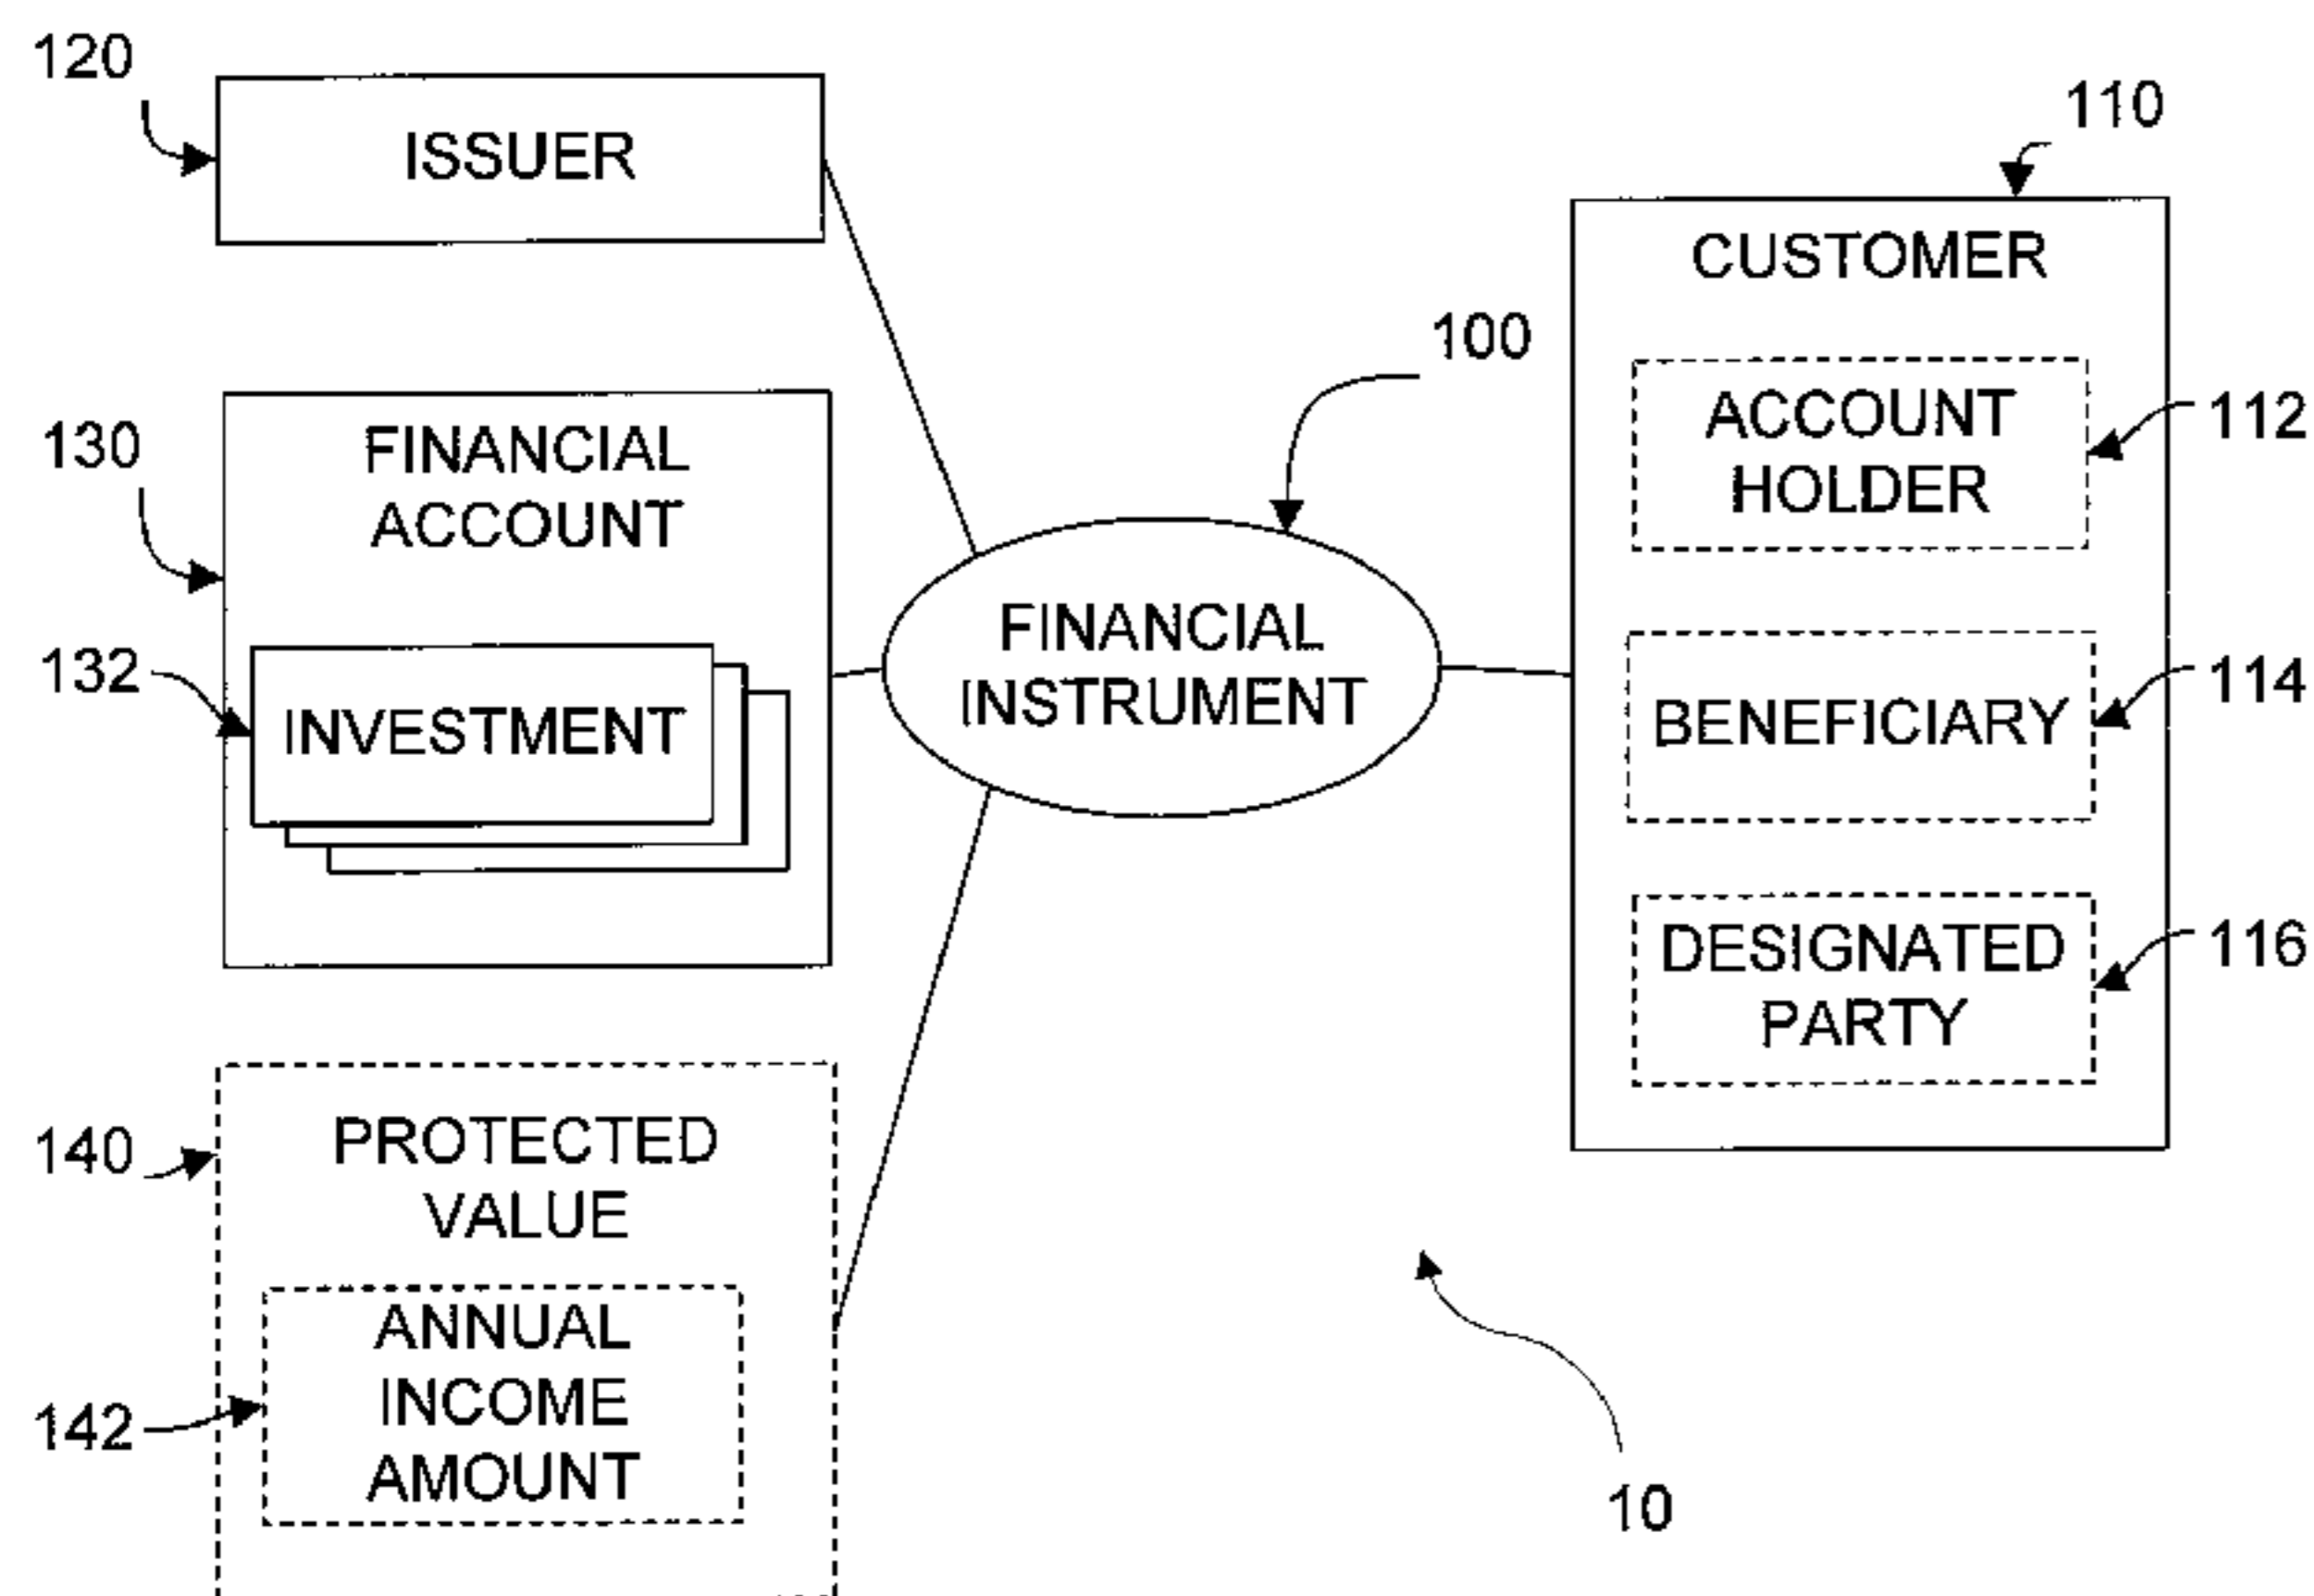 120
ISSUER
110
CUSTOMER
100
ACCOUNT
HOLDER
112
130
FINANCIAL
ACCOUNT
FINANCIAL
INSTRUMENT
132
INVESTMENT
BENEFICIARY
114
DESIGNATED
PARTY
116
140
PROTECTED
VALUE
142
ANNUAL
INCOME
AMOUNT
10